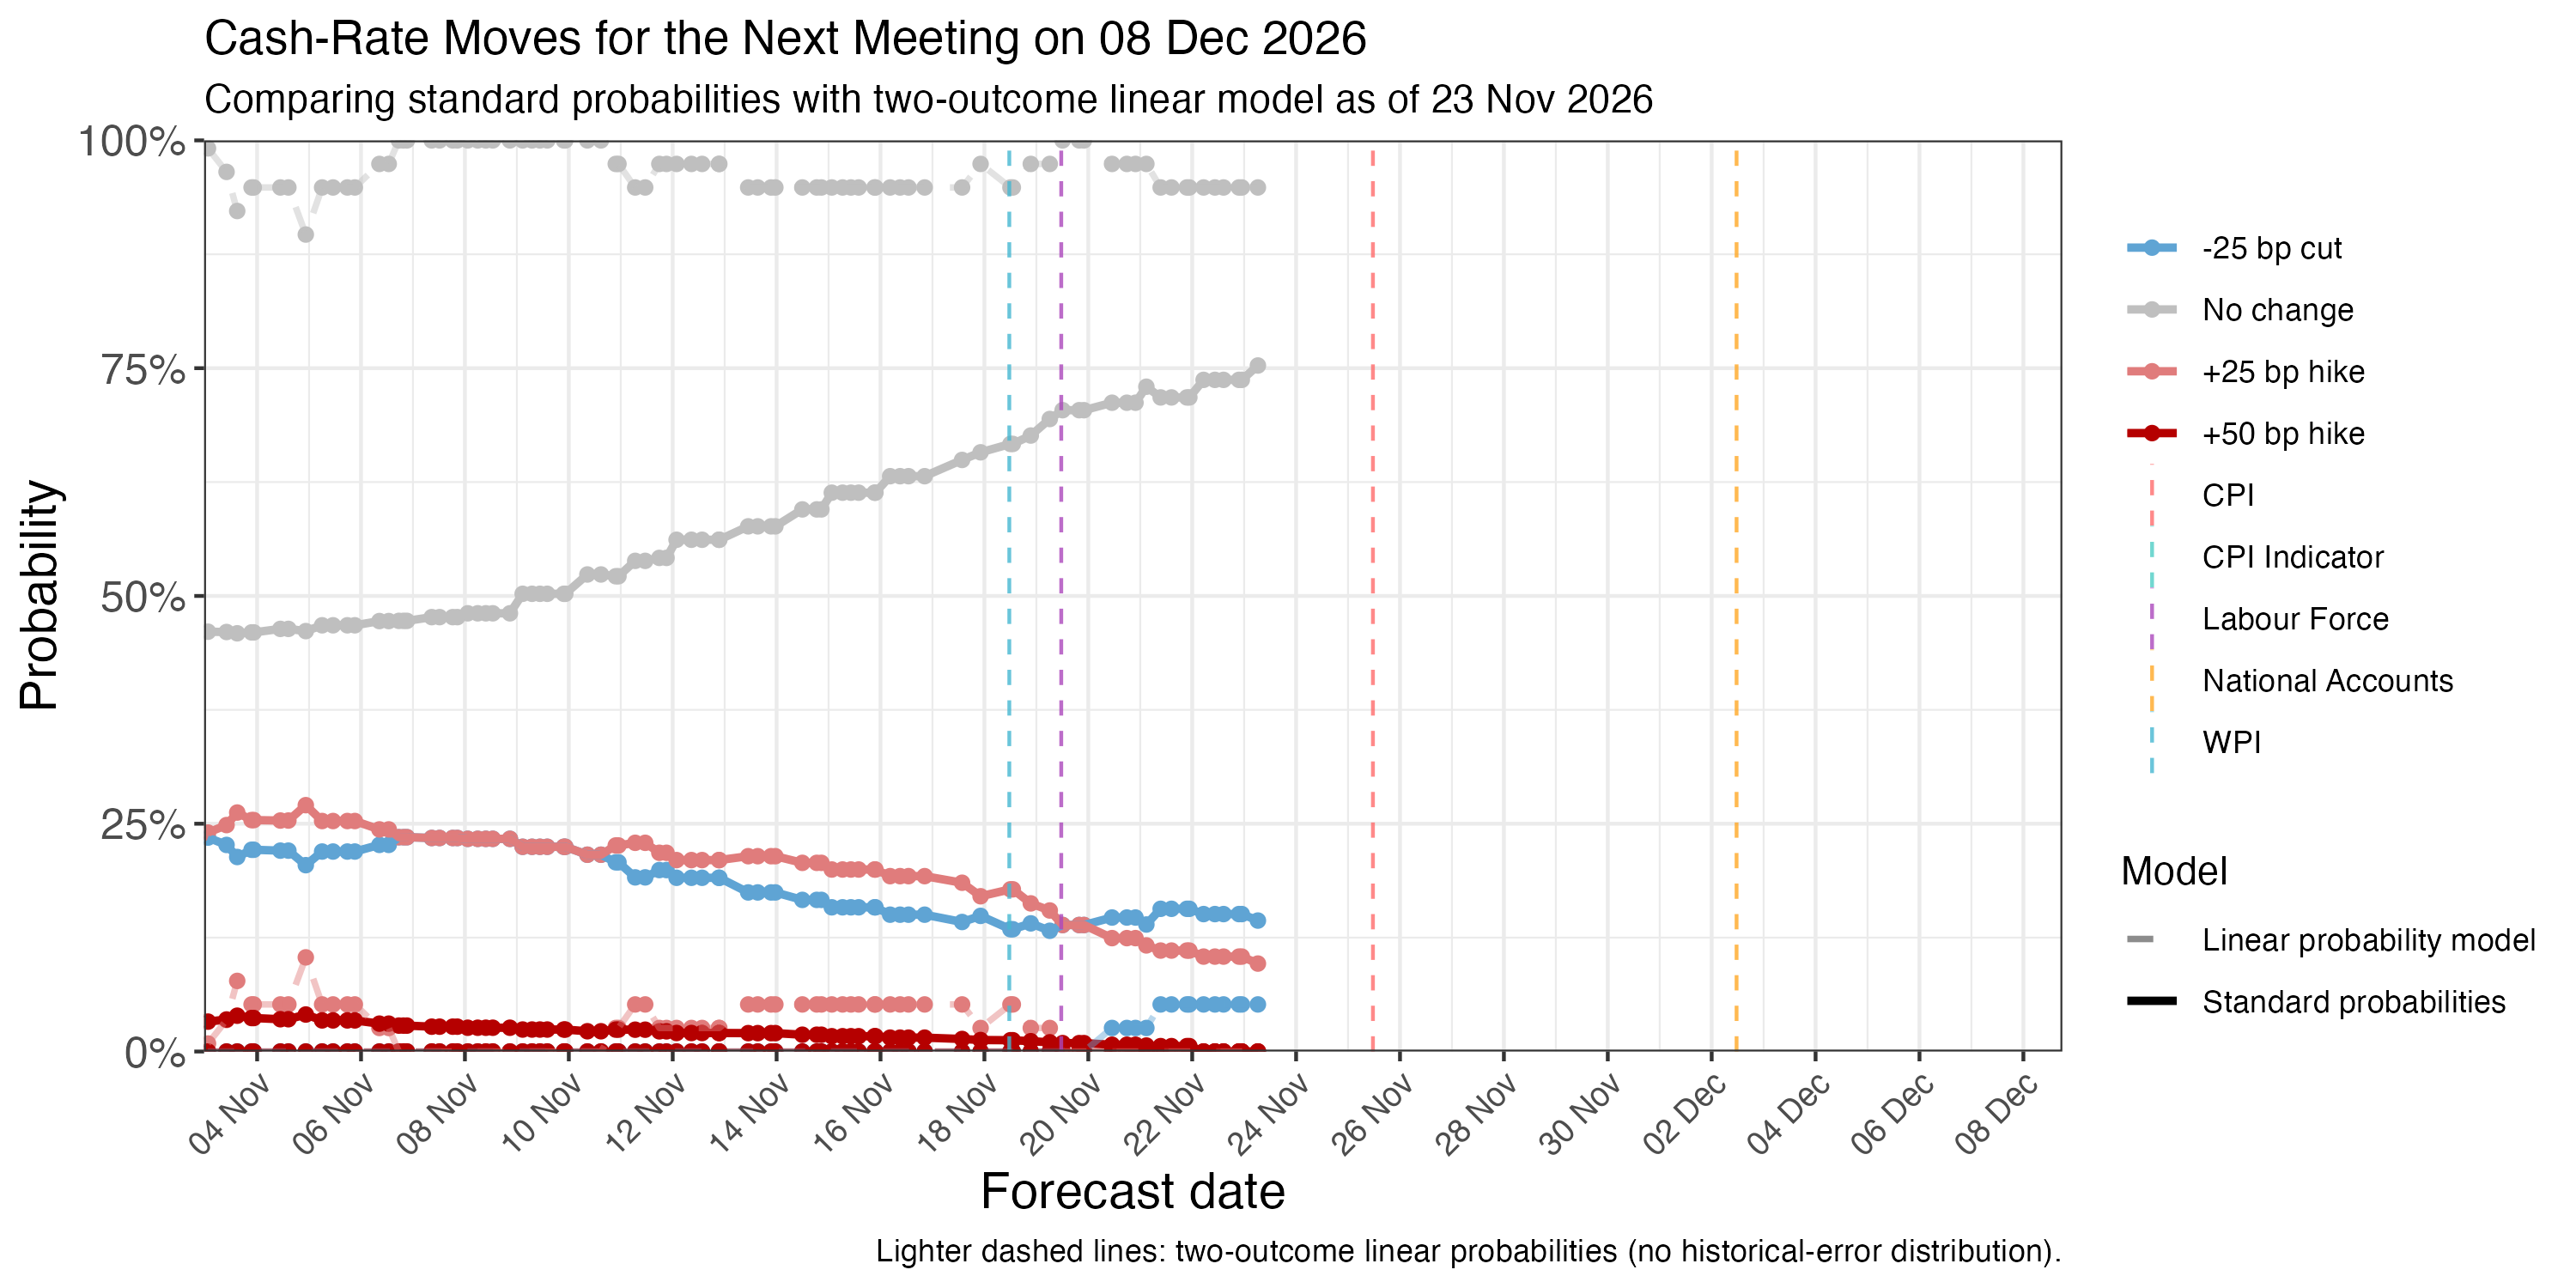 Cash-Rate Moves for the Next Meeting on 08 Dec 2026
Comparing standard probabilities with two-outcome linear model as of 23 Nov 2026
Probability
100%
75%
50%
25%
0%
04 Nov
06 Nov
08 Nov
10 Nov
12 Nov
14 Nov
16 Nov
18 Nov
20 Nov
22 Nov
24 Nov
26 Nov
28 Nov
30 Nov
02 Dec
04 Dec
06 Dec
08 Dec
Forecast date
-25 bp cut
No change
+25 bp hike
+50 bp hike
CPI
CPI Indicator
Labour Force
National Accounts
WPI
Model
Linear probability model
Standard probabilities
Lighter dashed lines: two-outcome linear probabilities (no historical-error distribution).